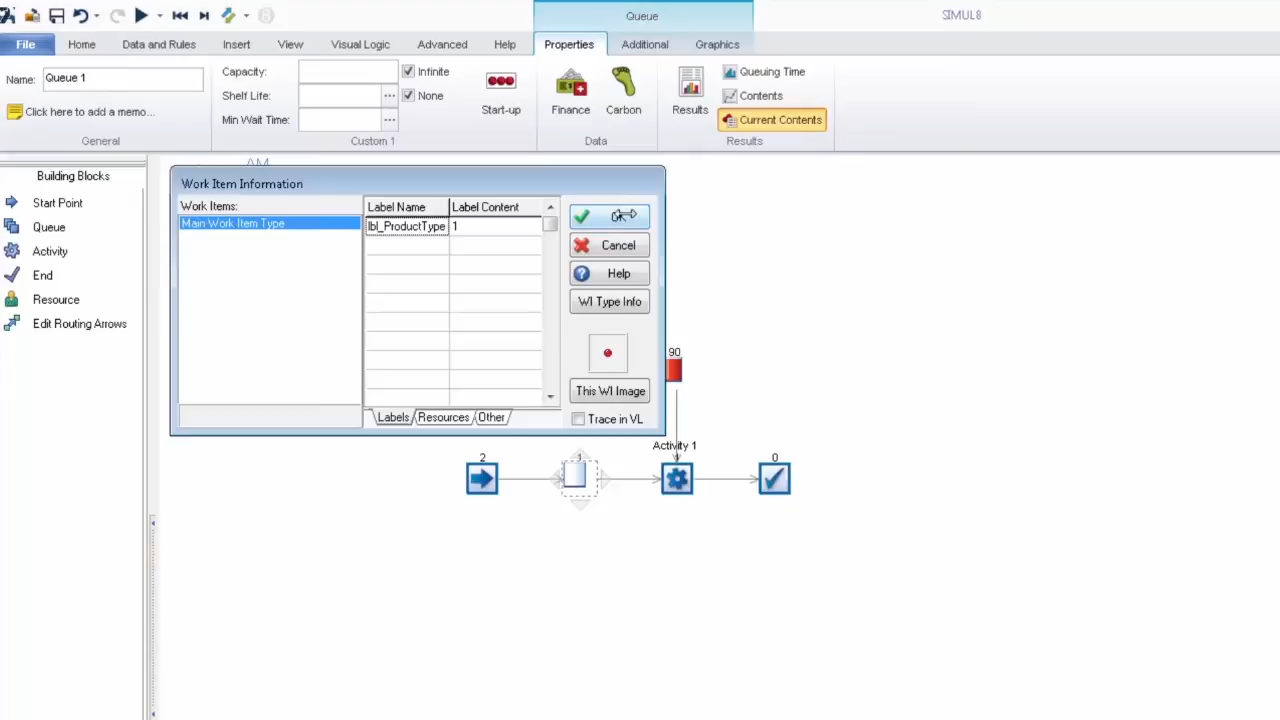 Queue
SIMUL8
File Home Data and Rules Insert View Visual Logic Advanced Help Properties Additional Graphics
Name: Queue 1
Click here to add a memo...
General
Capacity: Infinite
Shelf Life: ... None
Min Wait Time: ...
Custom 1
Start-up
Finance Carbon
Data
Results
Queuing Time
Contents
Current Contents
Results
Building Blocks
Start Point
Queue
Activity
End
Resource
Edit Routing Arrows
Work Item Information
Work Items:
Main Work Item Type
Label Name Label Content
lbl_ProductType 1
OK
Cancel
Help
WI Type Info
This WI Image
Trace in VL
Labels Resources Other
90
Activity 1
2 1 0